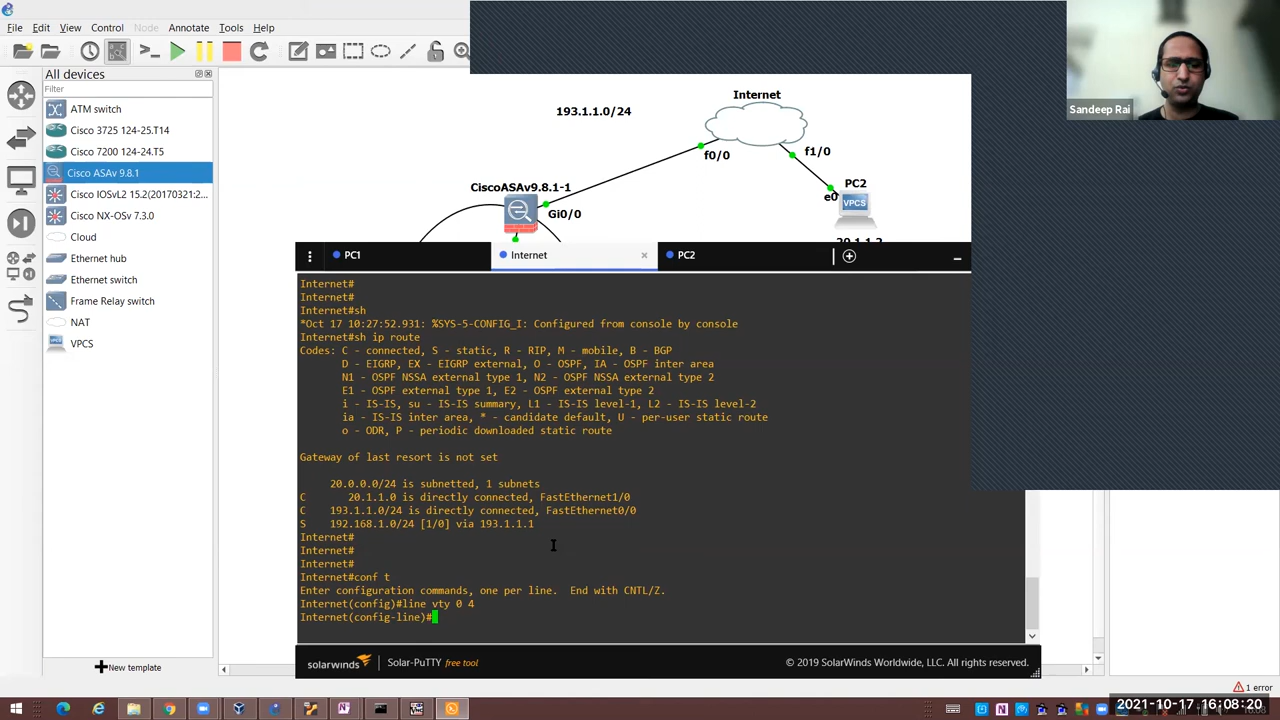 File Edit View Control Node Annotate Tools Help
All devices
Filter
ATM switch
Cisco 3725 124-25.T14
Cisco 7200 124-24.T5
Cisco ASAv 9.8.1
Cisco IOSvL2 15.2(20170321:2...
Cisco NX-OSv 7.3.0
Cloud
Ethernet hub
Ethernet switch
Frame Relay switch
NAT
VPCS
New template
Internet
193.1.1.0/24
f0/0
f1/0
CiscoASAv9.8.1-1
Gi0/0
PC2
e0
VPCS
20.1.1.2
Sandeep Rai
PC1
Internet
PC2
Internet#
Internet#
Internet#sh
*Oct 17 10:27:52.931: %SYS-5-CONFIG_I: Configured from console by console
Internet#sh ip route
Codes: C - connected, S - static, R - RIP, M - mobile, B - BGP
D - EIGRP, EX - EIGRP external, O - OSPF, IA - OSPF inter area
N1 - OSPF NSSA external type 1, N2 - OSPF NSSA external type 2
E1 - OSPF external type 1, E2 - OSPF external type 2
i - IS-IS, su - IS-IS summary, L1 - IS-IS level-1, L2 - IS-IS level-2
ia - IS-IS inter area, * - candidate default, U - per-user static route
o - ODR, P - periodic downloaded static route
Gateway of last resort is not set
20.0.0.0/24 is subnetted, 1 subnets
C 20.1.1.0 is directly connected, FastEthernet1/0
C 193.1.1.0/24 is directly connected, FastEthernet0/0
S 192.168.1.0/24 [1/0] via 193.1.1.1
Internet#
Internet#
Internet#
Internet#conf t
Enter configuration commands, one per line. End with CNTL/Z.
Internet(config)#line vty 0 4
Internet(config-line)#
solarwinds Solar-PuTTY free tool
© 2019 SolarWinds Worldwide, LLC. All rights reserved.
1 error
2021-10-17 16:08:20